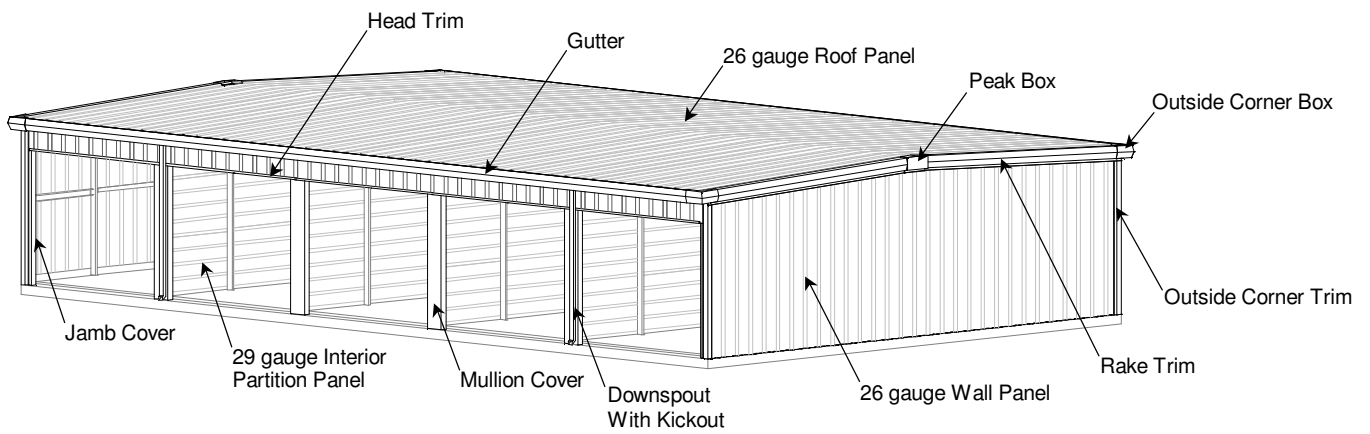 Head Trim
Gutter
26 gauge Roof Panel
Peak Box
Outside Corner Box
Jamb Cover
29 gauge Interior
Partition Panel
Mullion Cover
Downspout
With Kickout
26 gauge Wall Panel
Rake Trim
Outside Corner Trim